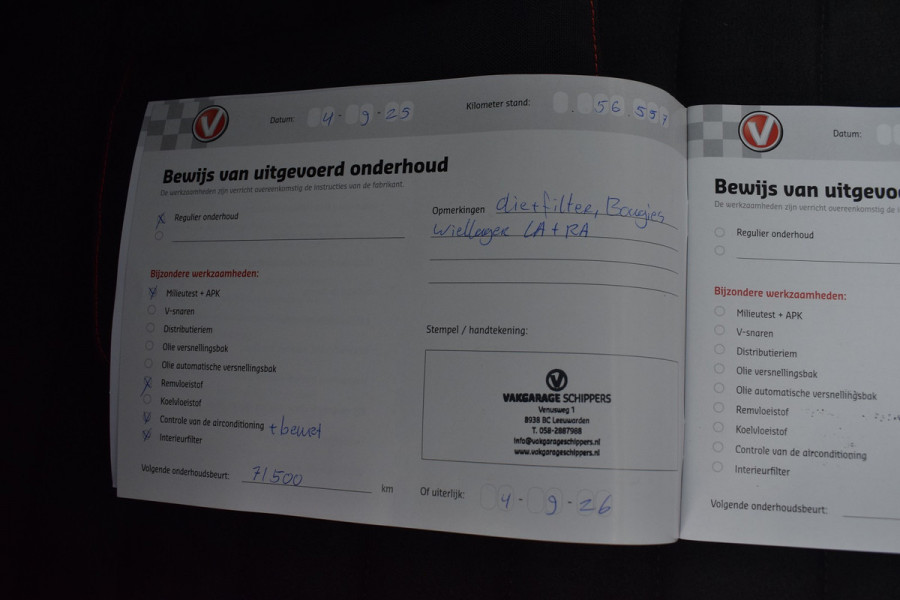 V
Datum: 4 - 9 - 25
Kilometer stand: 56.557
Bewijs van uitgevoerd onderhoud
De werkzaamheden zijn verricht overeenkomstig de instructies van de fabrikant.
X Regulier onderhoud
Opmerkingen olie+filter, Bougies
Wiellager LA+RA
Bijzondere werkzaamheden:
Milieutest + APK
V-snaren
Distributieriem
Olie versnellingsbak
Olie automatische versnellingsbak
X Remvloeistof
Koelvloeistof
Controle van de airconditioning + beurt
Interieurfilter
Volgende onderhoudsbeurt: 71500 km
Stempel / handtekening:
V
VAKGARAGE SCHIPPERS
Venusweg 1
8938 BC Leeuwarden
T. 058-2887988
info@vakgarageschippers.nl
www.vakgarageschippers.nl
Of uiterlijk: 4 - 9 - 26
V
Datum:
Bewijs van uitgevo
De werkzaamheden zijn verricht overeenkomstig de i
Regulier onderhoud
Bijzondere werkzaamheden:
Milieutest + APK
V-snaren
Distributieriem
Olie versnellingsbak
Olie automatische versnellingsbak
Remvloeistof
Koelvloeistof
Controle van de airconditioning
Interieurfilter
Volgende onderhoudsbeurt: